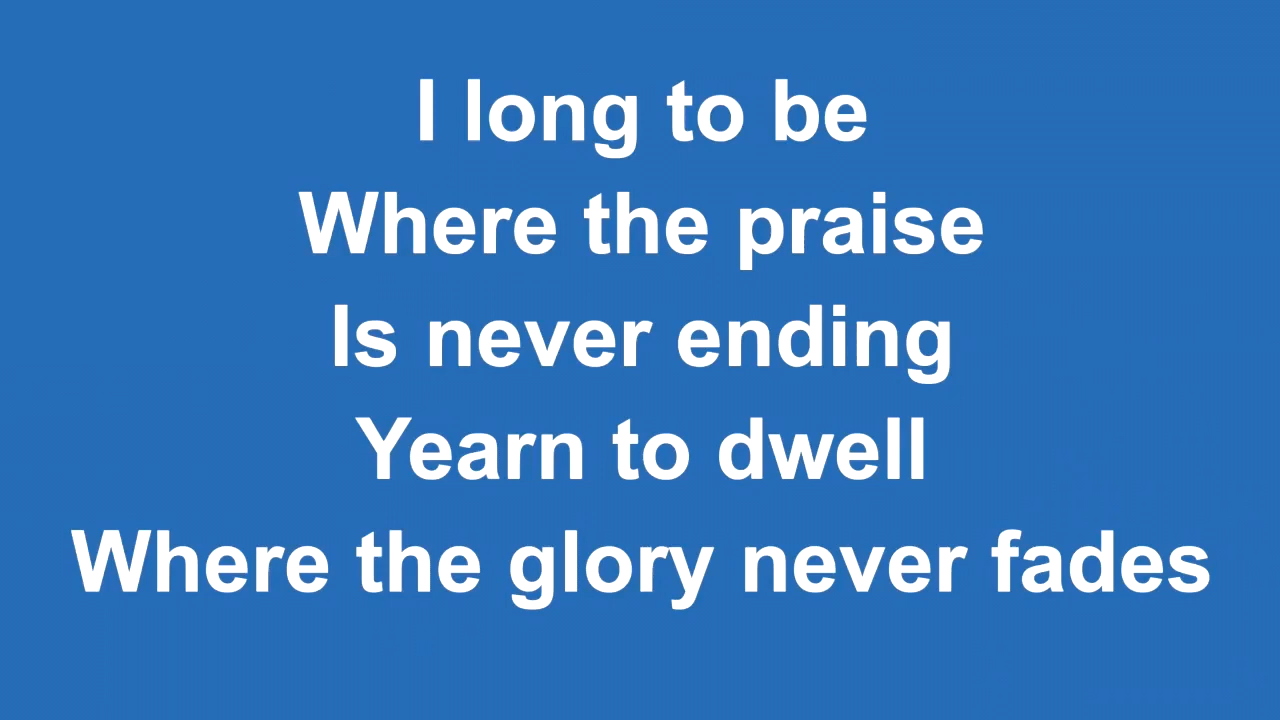 I long to be
Where the praise
Is never ending
Yearn to dwell
Where the glory never fades